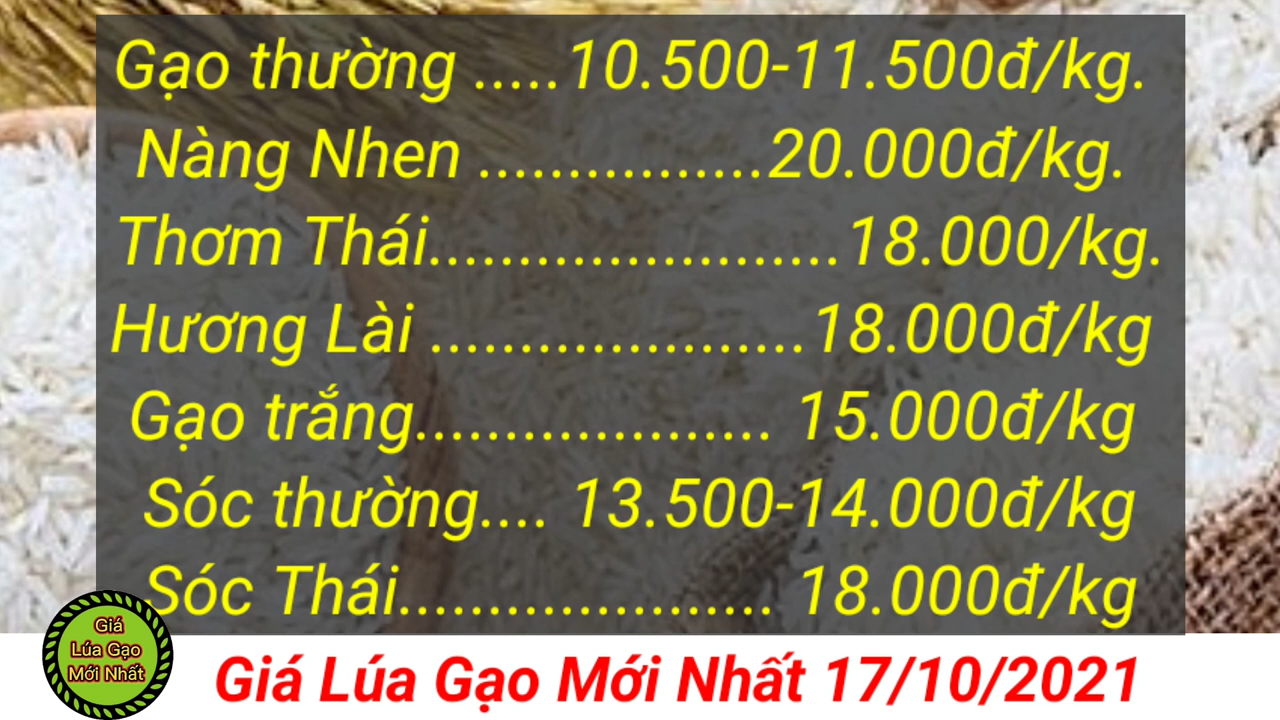 Gạo thường .....10.500-11.500đ/kg.
Nàng Nhen ................20.000đ/kg.
Thơm Thái.......................18.000/kg.
Hương Lài .....................18.000đ/kg
Gạo trắng.................... 15.000đ/kg
Sóc thường.... 13.500-14.000đ/kg
Sóc Thái..................... 18.000đ/kg
Giá
Lúa Gạo
Mới Nhất
Giá Lúa Gạo Mới Nhất 17/10/2021